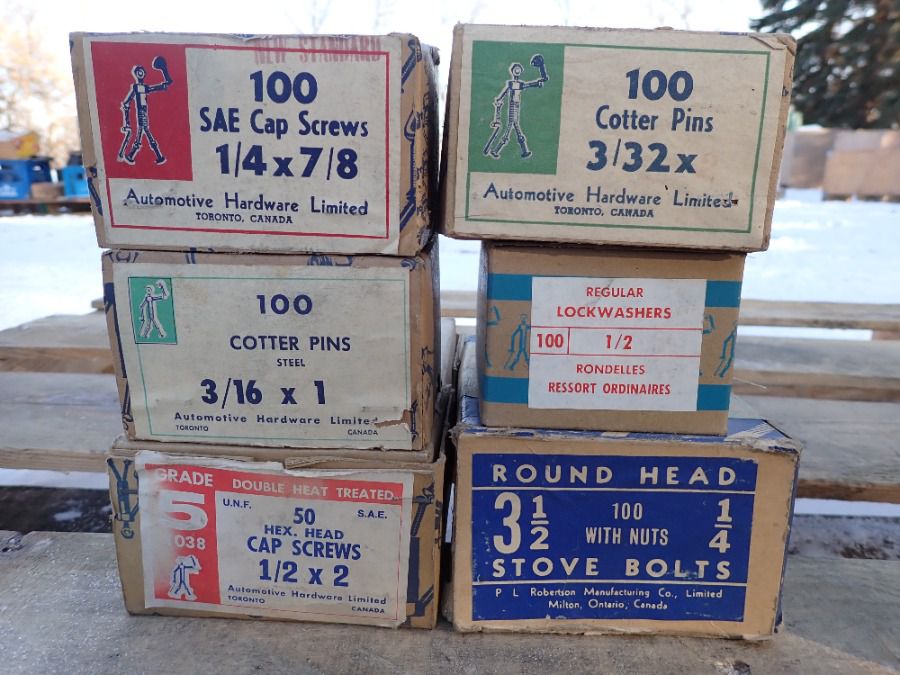 NEW STANDARD
100
SAE Cap Screws
1/4 x 7/8
Automotive Hardware Limited
TORONTO, CANADA
100
Cotter Pins
3/32 x
Automotive Hardware Limited
TORONTO, CANADA
100
COTTER PINS
STEEL
3/16 x 1
Automotive Hardware Limited
TORONTO CANADA
REGULAR
LOCKWASHERS
100 1/2
RONDELLES
RESSORT ORDINAIRES
GRADE
5
038
DOUBLE HEAT TREATED
U.N.F. S.A.E.
50
HEX. HEAD
CAP SCREWS
1/2 x 2
Automotive Hardware Limited
TORONTO CANADA
ROUND HEAD
3 1/2 100 WITH NUTS 1/4
STOVE BOLTS
P L Robertson Manufacturing Co., Limited
Milton, Ontario, Canada